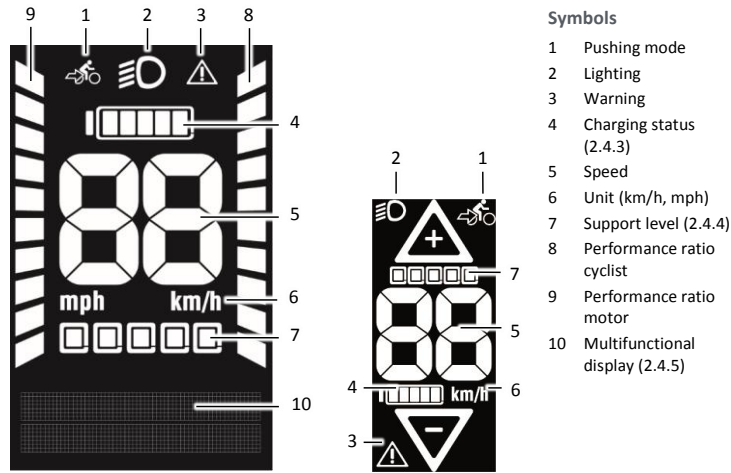 9 1 2 3 8
4
88
5
mph km/h
6
7
10
2 1
+
7
88
5
4
km/h
6
–
3
Symbols
1 Pushing mode
2 Lighting
3 Warning
4 Charging status
(2.4.3)
5 Speed
6 Unit (km/h, mph)
7 Support level (2.4.4)
8 Performance ratio
cyclist
9 Performance ratio
motor
10 Multifunctional
display (2.4.5)